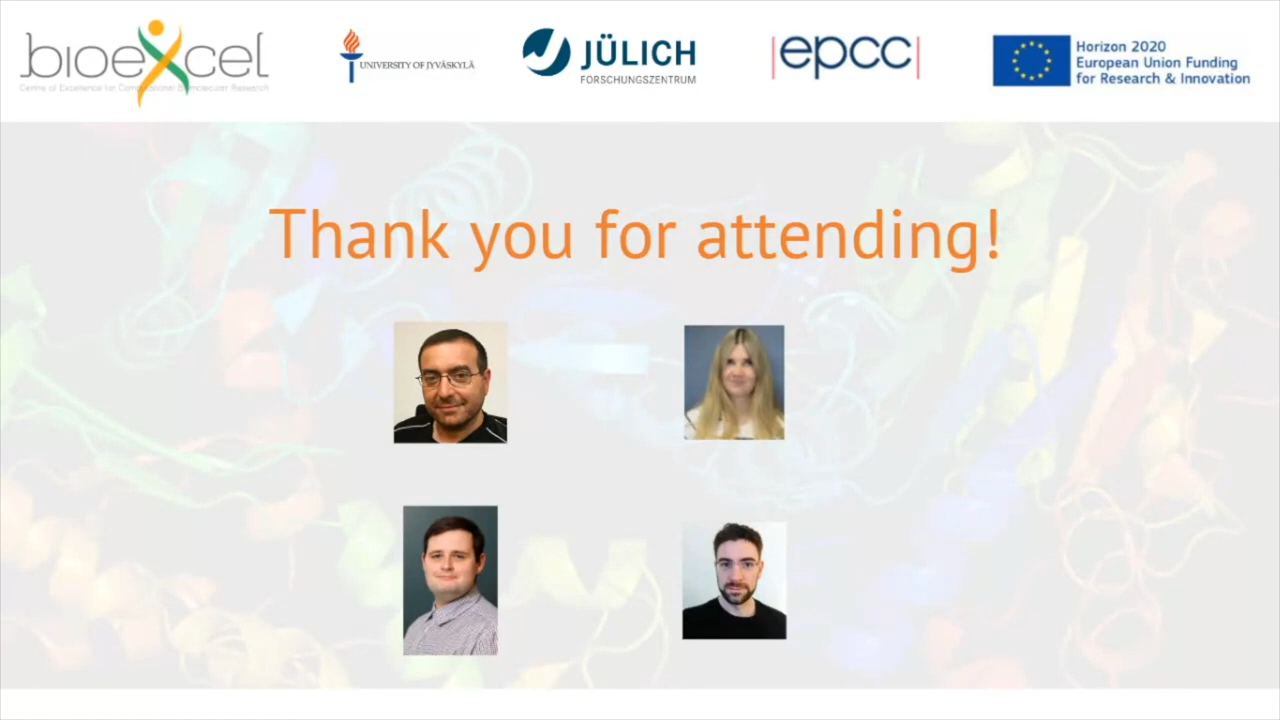 bioexcel
Centre of Excellence for Computational Biomolecular Research
UNIVERSITY OF JYVÄSKYLÄ
JÜLICH
FORSCHUNGSZENTRUM
|epcc|
Horizon 2020
European Union Funding
for Research & Innovation
Thank you for attending!